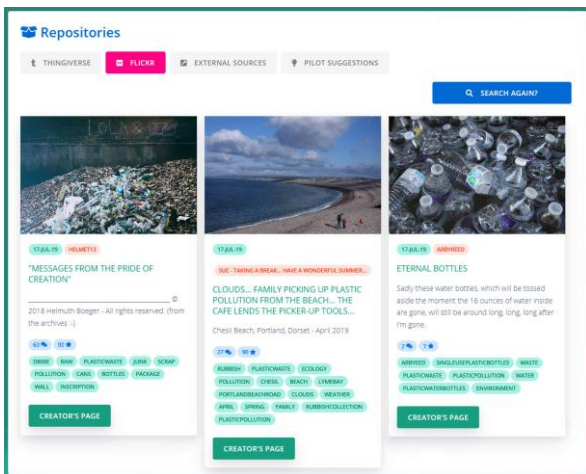 Repositories
THINGIVERSE
FLICKR
EXTERNAL SOURCES
PILOT SUGGESTIONS
SEARCH AGAIN?
17-JUL-19 HELMET13
"MESSAGES FROM THE PRIDE OF
CREATION"
©
2018 Helmuth Boeger - All rights reserved. (from
the archives :-)
63 92
DEBRIE RAW PLASTICWASTE JUNK SCRAP
POLLUTION CANS BOTTLES PACKAGE
WALL INSCRIPTION
CREATOR'S PAGE
17-JUL-19
SUE - TAKING A BREAK... HAVE A WONDERFUL SUMMER...
CLOUDS... FAMILY PICKING UP PLASTIC
POLLUTION FROM THE BEACH... THE
CAFE LENDS THE PICKER-UP TOOLS...
Chesil Beach, Portland, Dorset - April 2019
27 90
RUBBISH PLASTICWASTE ECOLOGY
POLLUTION CHESIL BEACH LYMEBAY
PORTLANDBEACHROAD CLOUDS WEATHER
APRIL SPRING FAMILY RUBBISHCOLLECTION
PLASTICPOLLUTION
CREATOR'S PAGE
17-JUL-19 ARBYREED
ETERNAL BOTTLES
Sadly these water bottles, which will be tossed
aside the moment the 16 ounces of water inside
are gone, will still be around long, long, long after
I'm gone.
2 7
ARBYREED SINGLEUSEPLASTICBOTTLES WASTE
PLASTICWASTE PLASTICPOLLUTION WATER
PLASTICWATERBOTTLES ENVIRONMENT
CREATOR'S PAGE